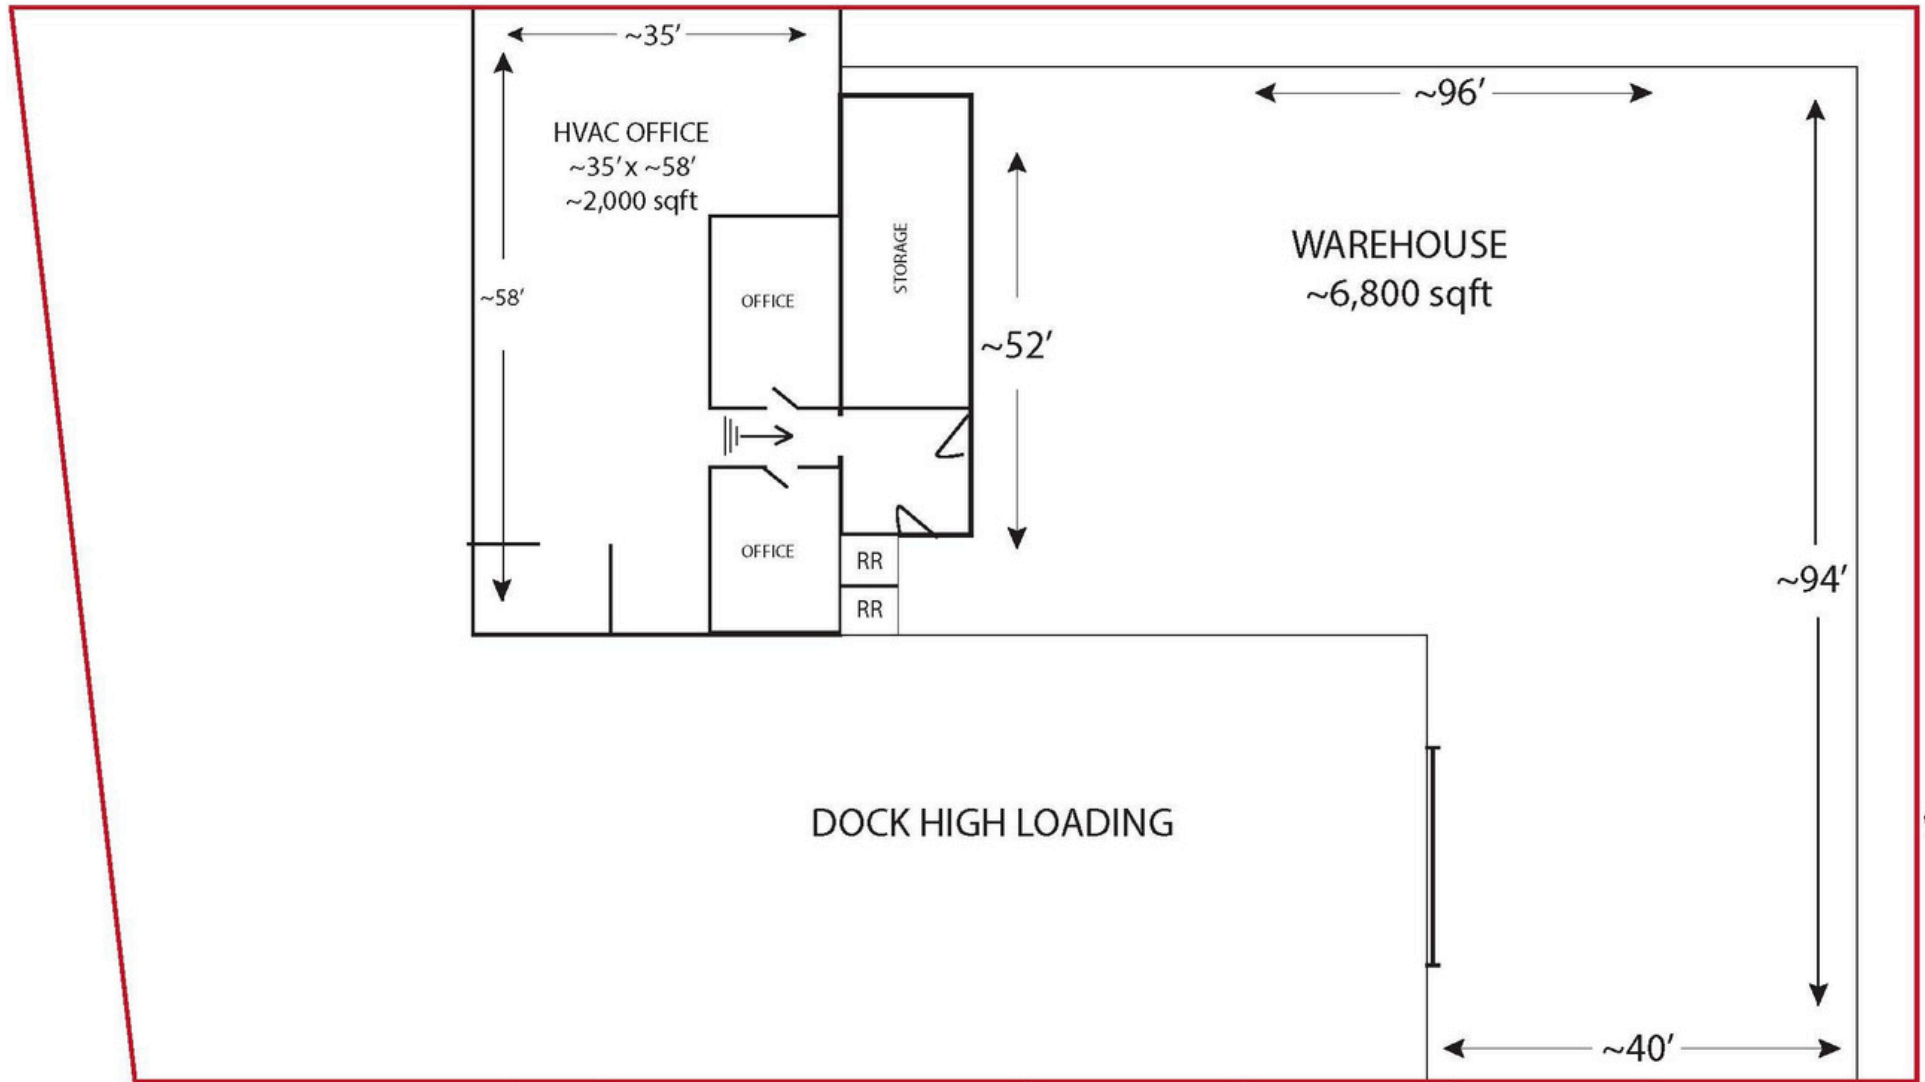 ~35’
HVAC OFFICE
~35’ x ~58’
~2,000 sqft
~58’
OFFICE
OFFICE
STORAGE
RR
RR
~52’
~96’
WAREHOUSE
~6,800 sqft
~94’
DOCK HIGH LOADING
~40’